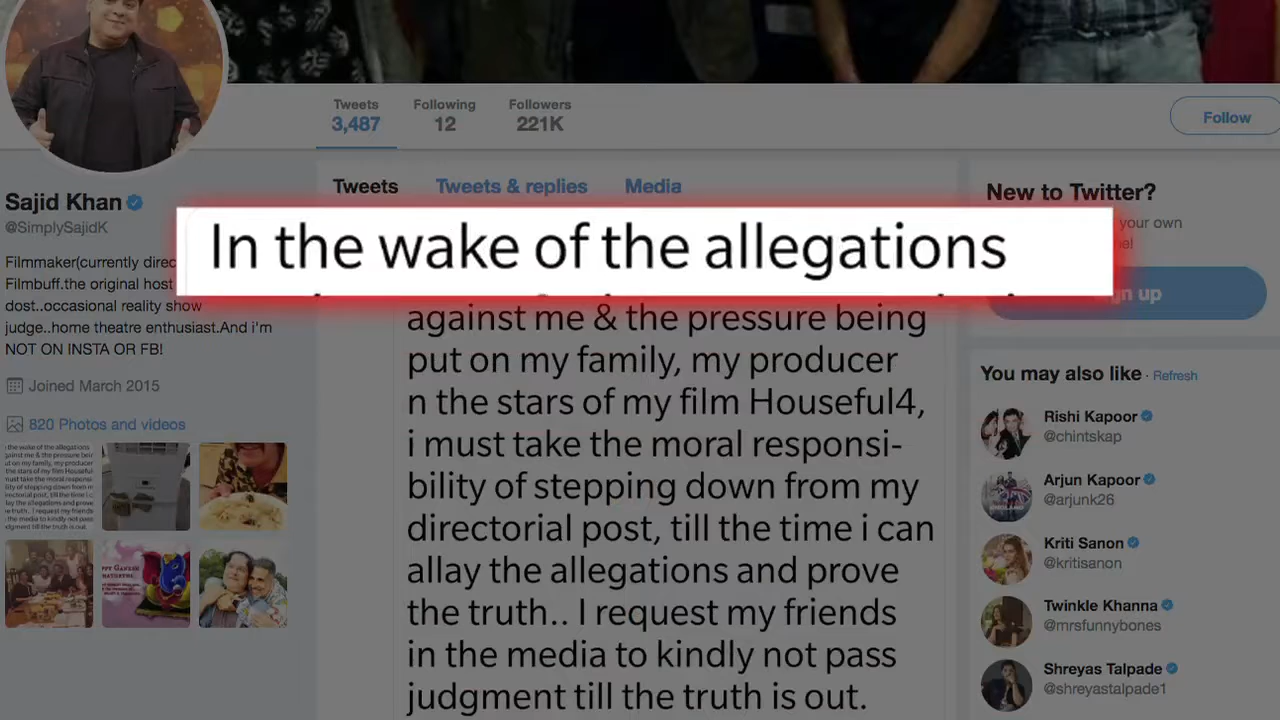 Tweets
3,487
Following
12
Followers
221K
Follow
Sajid Khan
@SimplySajidK
Filmmaker(currently direc
Filmbuff.the original host
dost..occasional reality show
judge..home theatre enthusiast.And i'm
NOT ON INSTA OR FB!
Joined March 2015
820 Photos and videos
Tweets Tweets & replies Media
In the wake of the allegations
against me & the pressure being
put on my family, my producer
n the stars of my film Houseful4,
i must take the moral responsi-
bility of stepping down from my
directorial post, till the time i can
allay the allegations and prove
the truth.. I request my friends
in the media to kindly not pass
judgment till the truth is out.
New to Twitter?
your own
up
You may also like · Refresh
Rishi Kapoor
@chintskap
Arjun Kapoor
@arjunk26
Kriti Sanon
@kritisanon
Twinkle Khanna
@mrsfunnybones
Shreyas Talpade
@shreyastalpade1